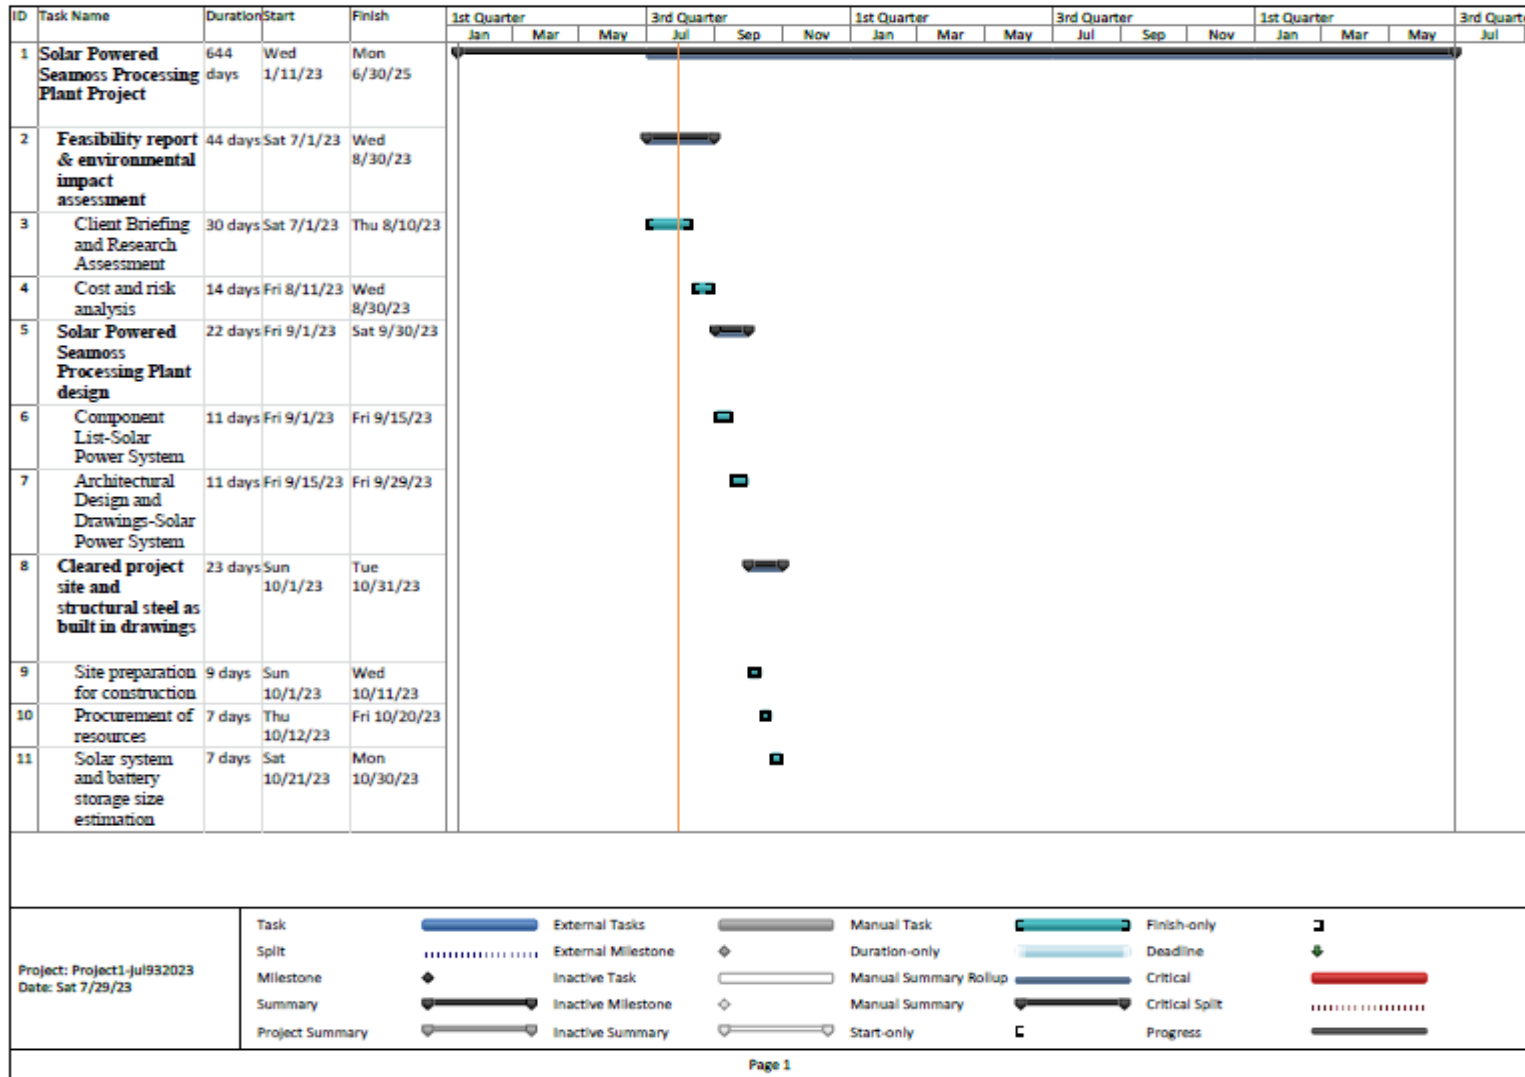 ID Task Name Duration Start Finish 1st Quarter 3rd Quarter 1st Quarter 3rd Quarter 1st Quarter 3rd Quarte
Jan Mar May Jul Sep Nov Jan Mar May Jul Sep Nov Jan Mar May Jul
1 Solar Powered 644 Wed Mon
Seamoss Processing days 1/11/23 6/30/25
Plant Project
2 Feasibility report 44 days Sat 7/1/23 Wed
& environmental 8/30/23
impact
assessment
3 Client Briefing 30 days Sat 7/1/23 Thu 8/10/23
and Research
Assessment
4 Cost and risk 14 days Fri 8/11/23 Wed
analysis 8/30/23
5 Solar Powered 22 days Fri 9/1/23 Sat 9/30/23
Seamoss
Processing Plant
design
6 Component 11 days Fri 9/1/23 Fri 9/15/23
List-Solar
Power System
7 Architectural 11 days Fri 9/15/23 Fri 9/29/23
Design and
Drawings-Solar
Power System
8 Cleared project 23 days Sun Tue
site and 10/1/23 10/31/23
structural steel as
built in drawings
9 Site preparation 9 days Sun Wed
for construction 10/1/23 10/11/23
10 Procurement of 7 days Thu Fri 10/20/23
resources 10/12/23
11 Solar system 7 days Sat Mon
and battery 10/21/23 10/30/23
storage size
estimation
Project: Project1-Jul932023
Date: Sat 7/29/23
Task External Tasks Manual Task Finish-only
Split External Milestone Duration-only Deadline
Milestone Inactive Task Manual Summary Rollup Critical
Summary Inactive Milestone Manual Summary Critical Split
Project Summary Inactive Summary Start-only Progress
Page 1